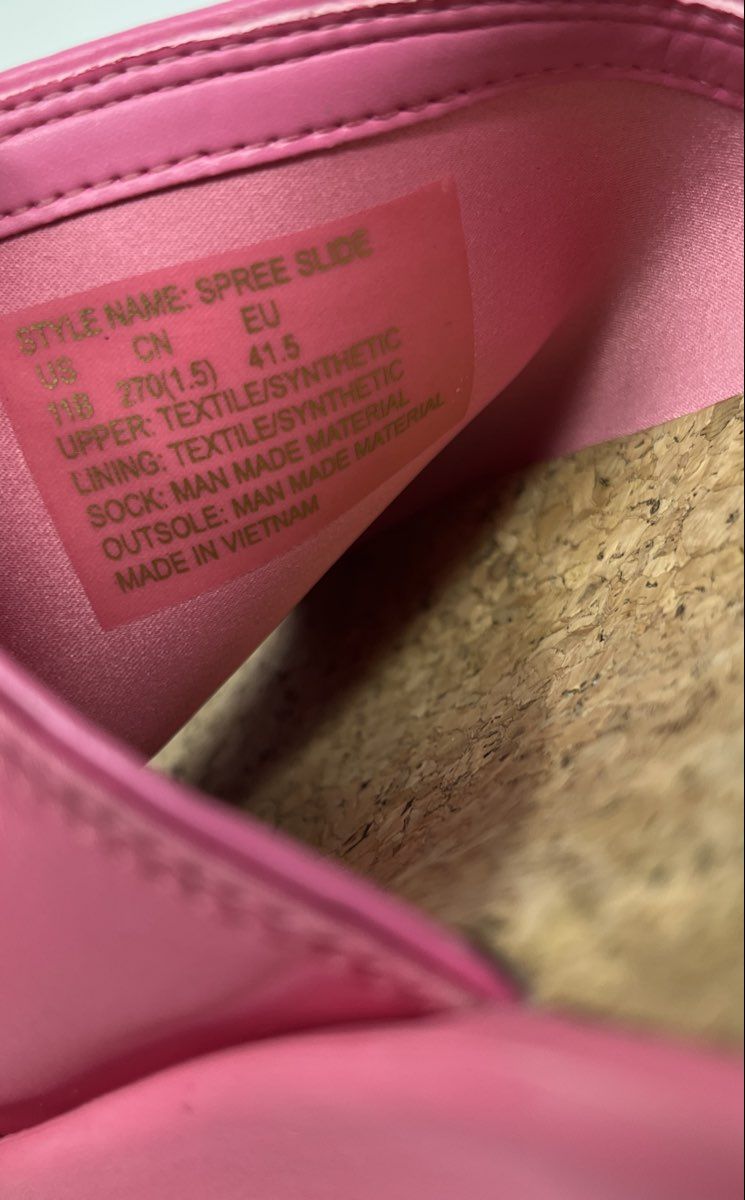 STYLE NAME: SPREE SLIDE
US CN EU
11B 270(1.5) 41.5
UPPER: TEXTILE/SYNTHETIC
LINING: TEXTILE/SYNTHETIC
SOCK: MAN MADE MATERIAL
OUTSOLE: MAN MADE MATERIAL
MADE IN VIETNAM